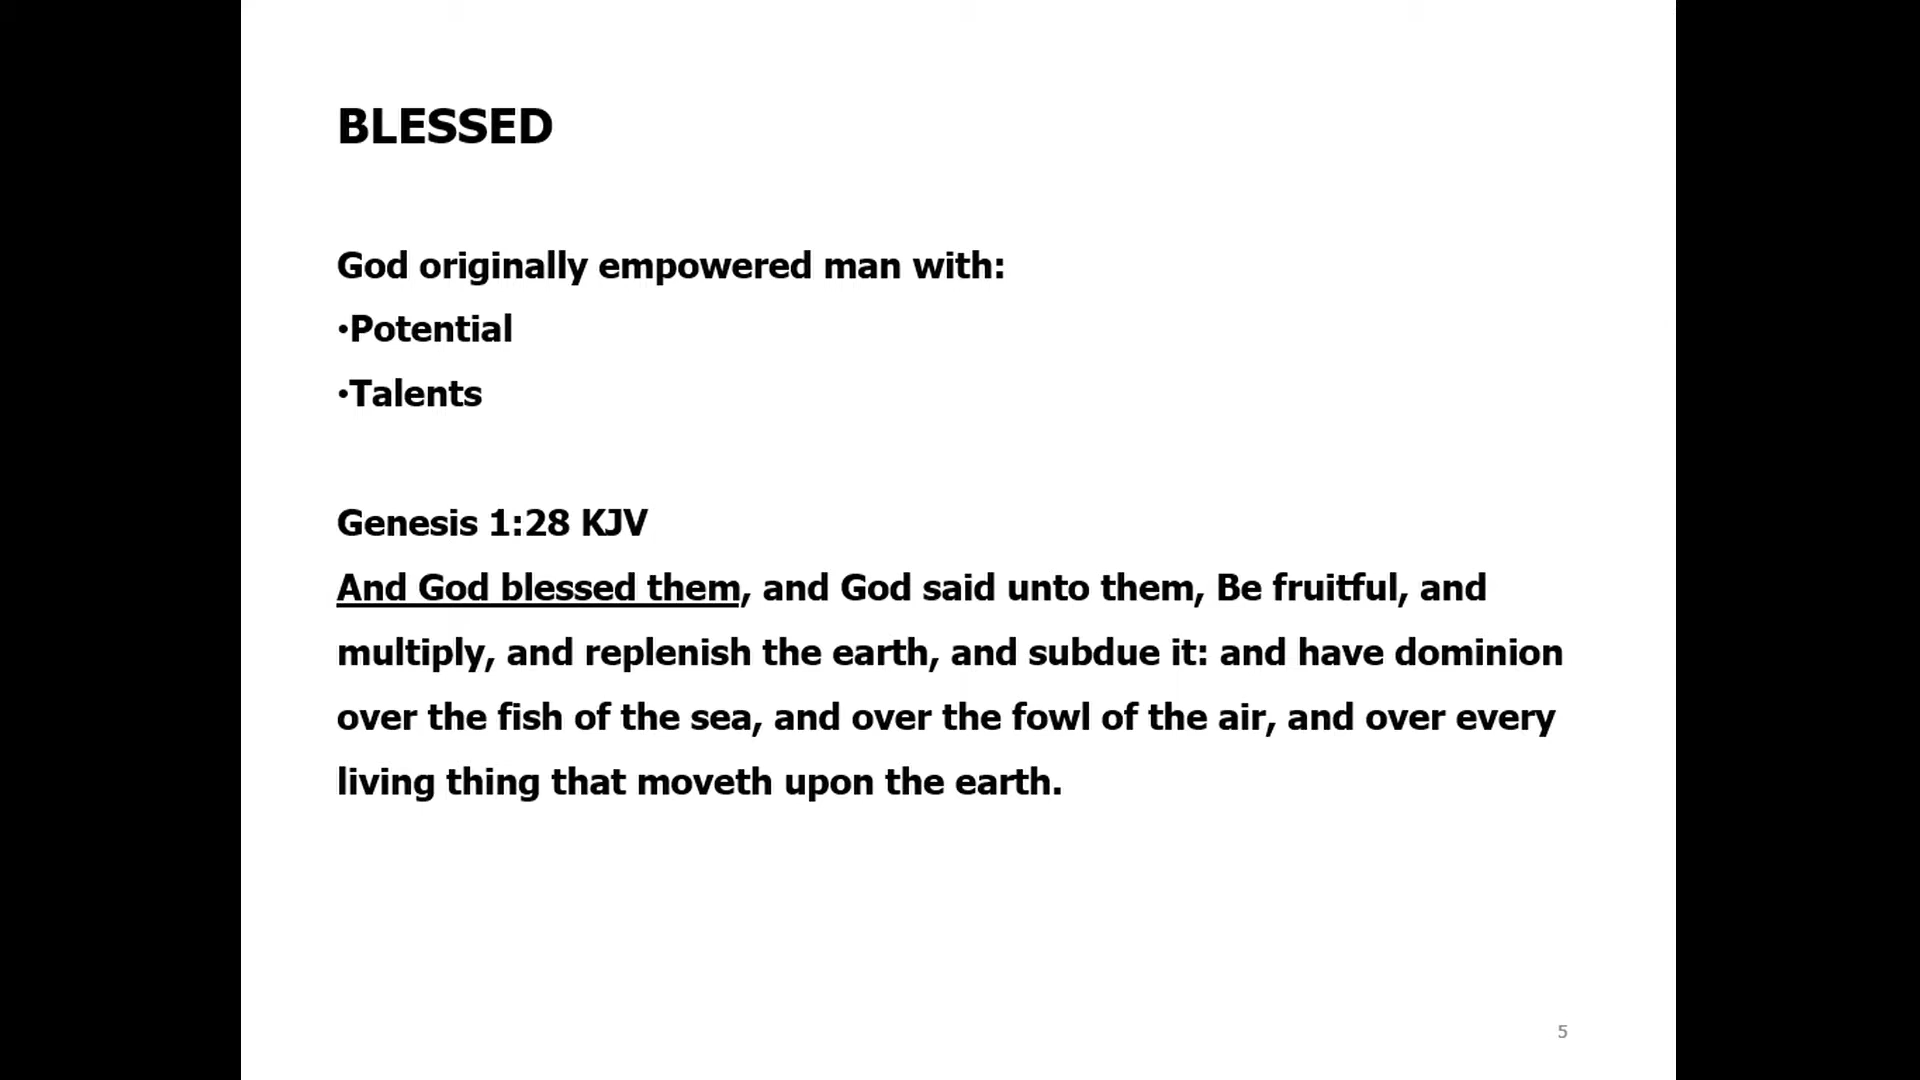 BLESSED
God originally empowered man with:
•Potential
•Talents
Genesis 1:28 KJV
And God blessed them, and God said unto them, Be fruitful, and
multiply, and replenish the earth, and subdue it: and have dominion
over the fish of the sea, and over the fowl of the air, and over every
living thing that moveth upon the earth.
5